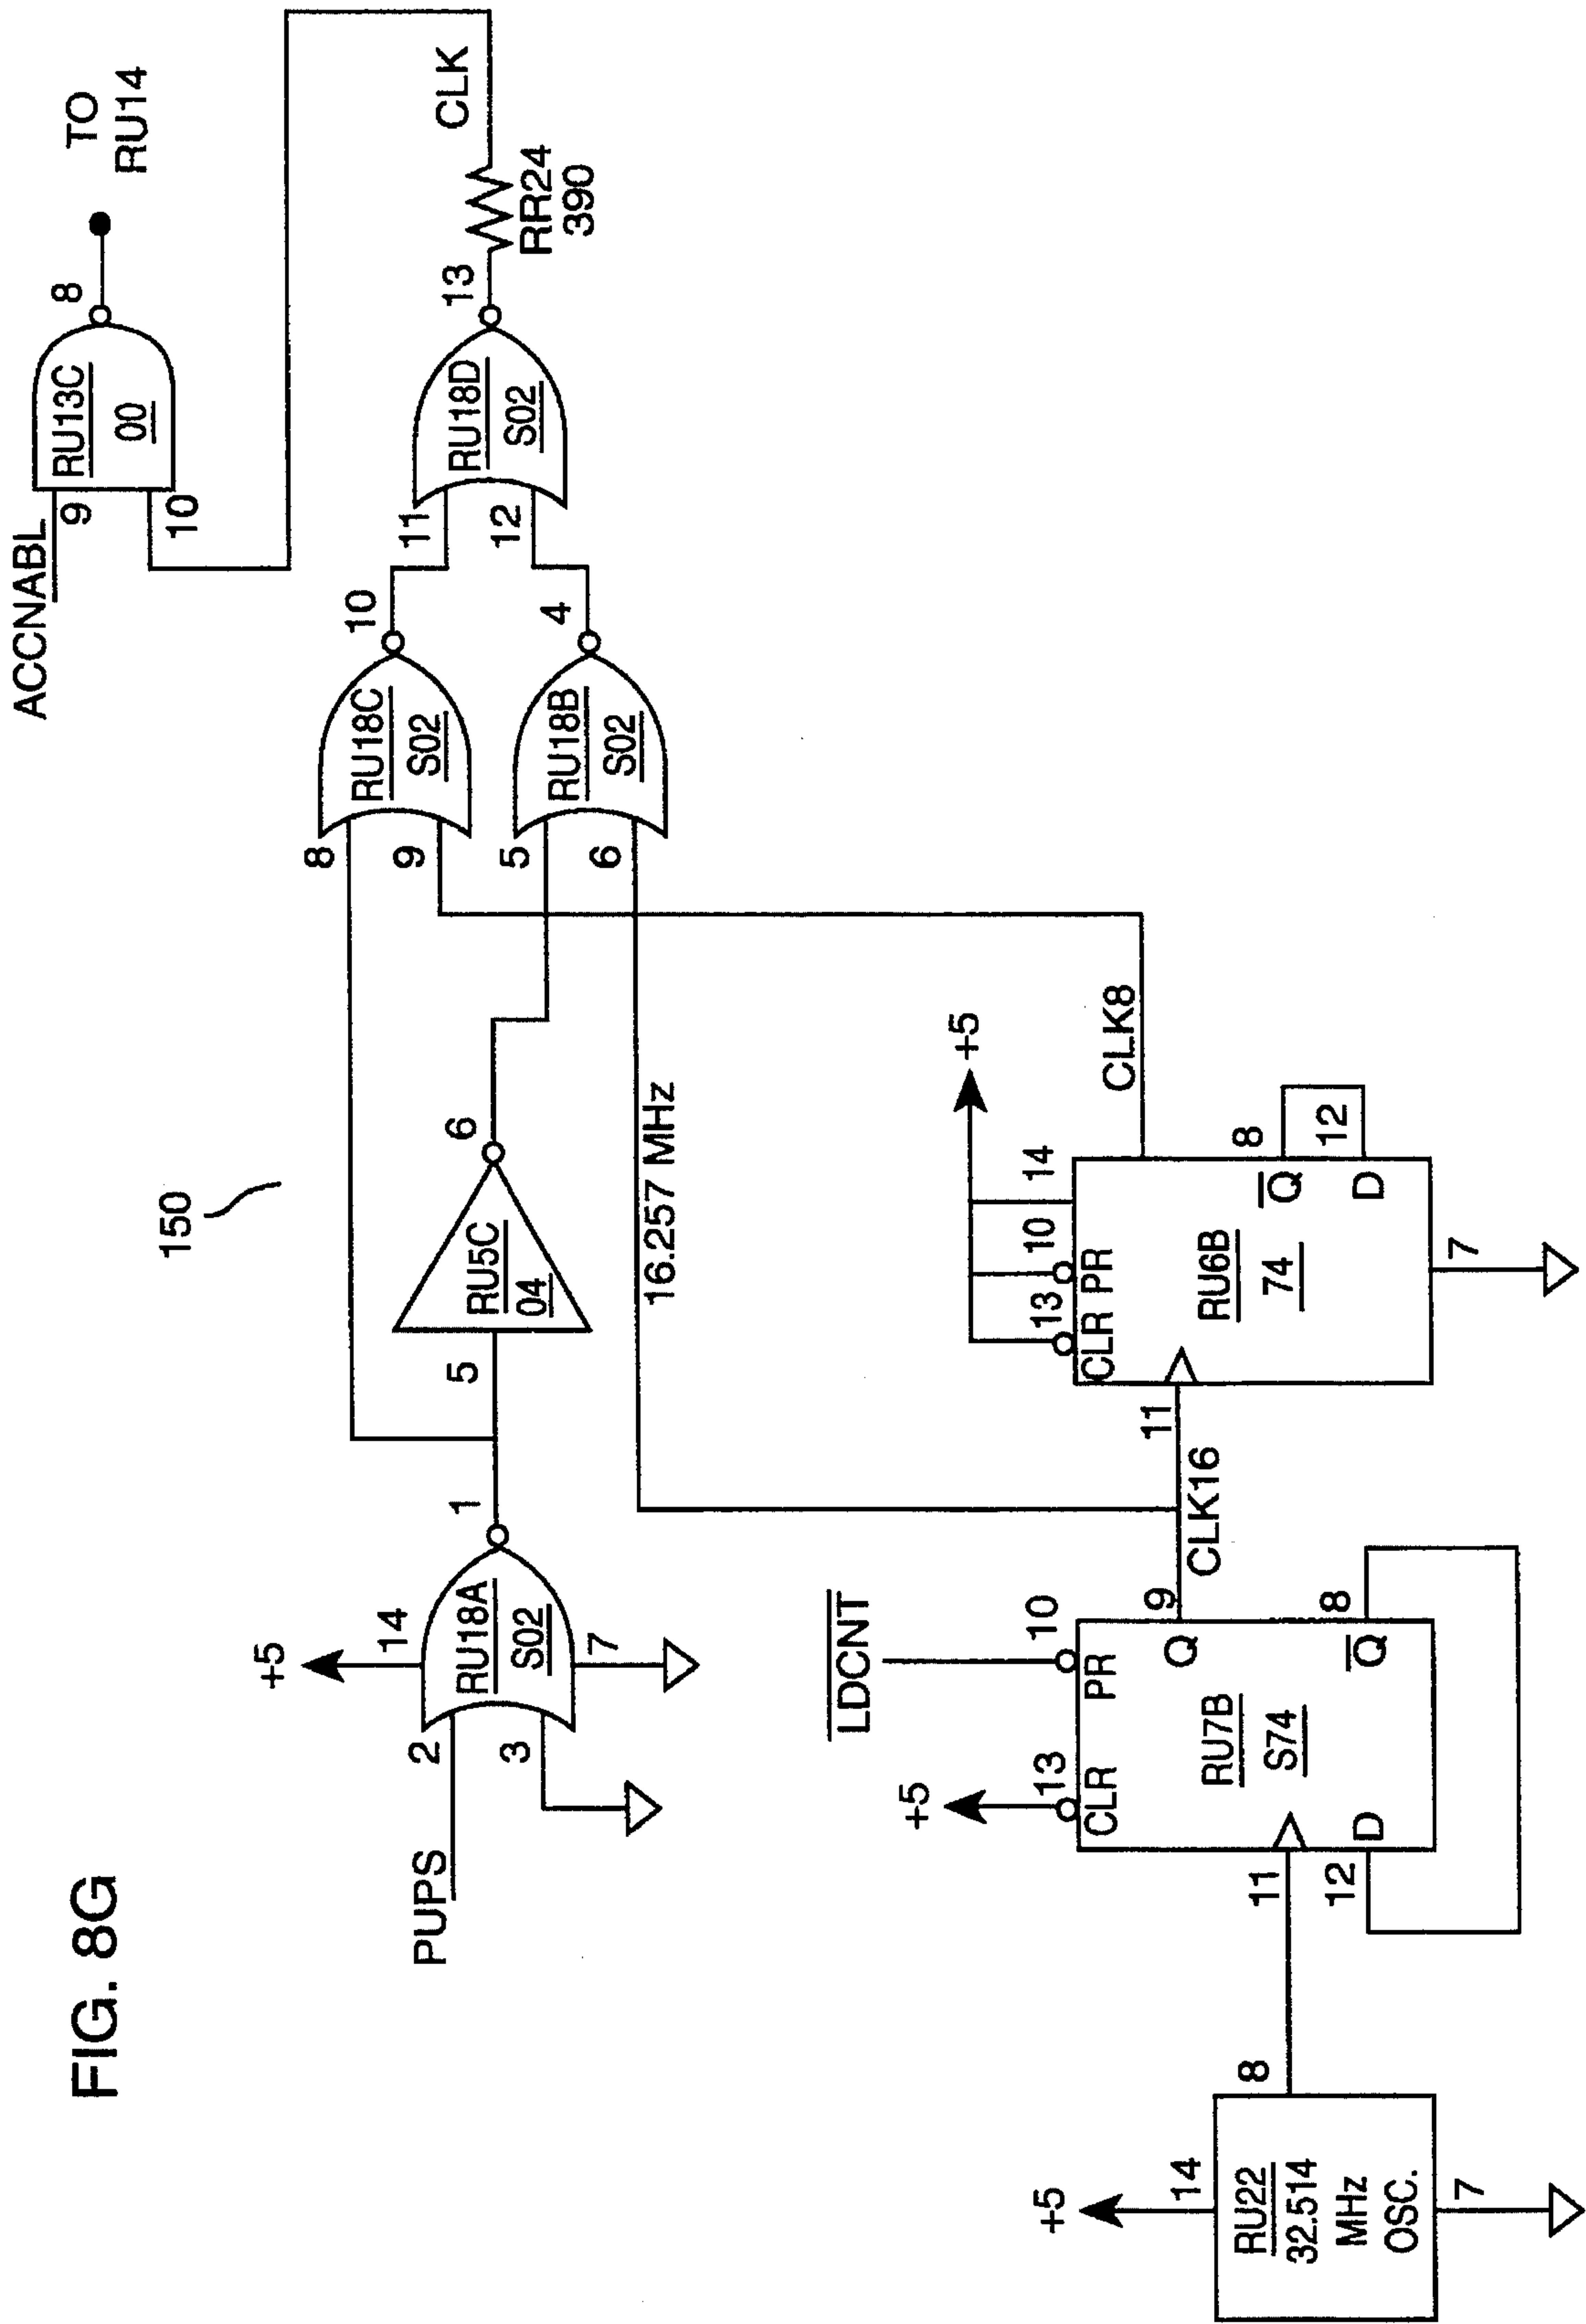 FIG. 8G
150
PUPS
2
3
+5
14
RU18A
S02
7
1
5
RU5C
04
6
8
9
RU18C
S02
10
5
6
RU18B
S02
4
11
12
RU18D
S02
13
RR24
390
CLK
ACCNABL
9
10
RU13C
00
8
TO
RU14
16.257 MHz
+5
14
RU22
32.514
MHz
OSC.
7
8
11
12
+5
13
CLR
LDCNT
10
PR
RU7B
S74
D
Q
Q
9
8
CLK16
11
+5
13
10
14
CLR PR
RU6B
74
Q
D
8
12
7
CLK8